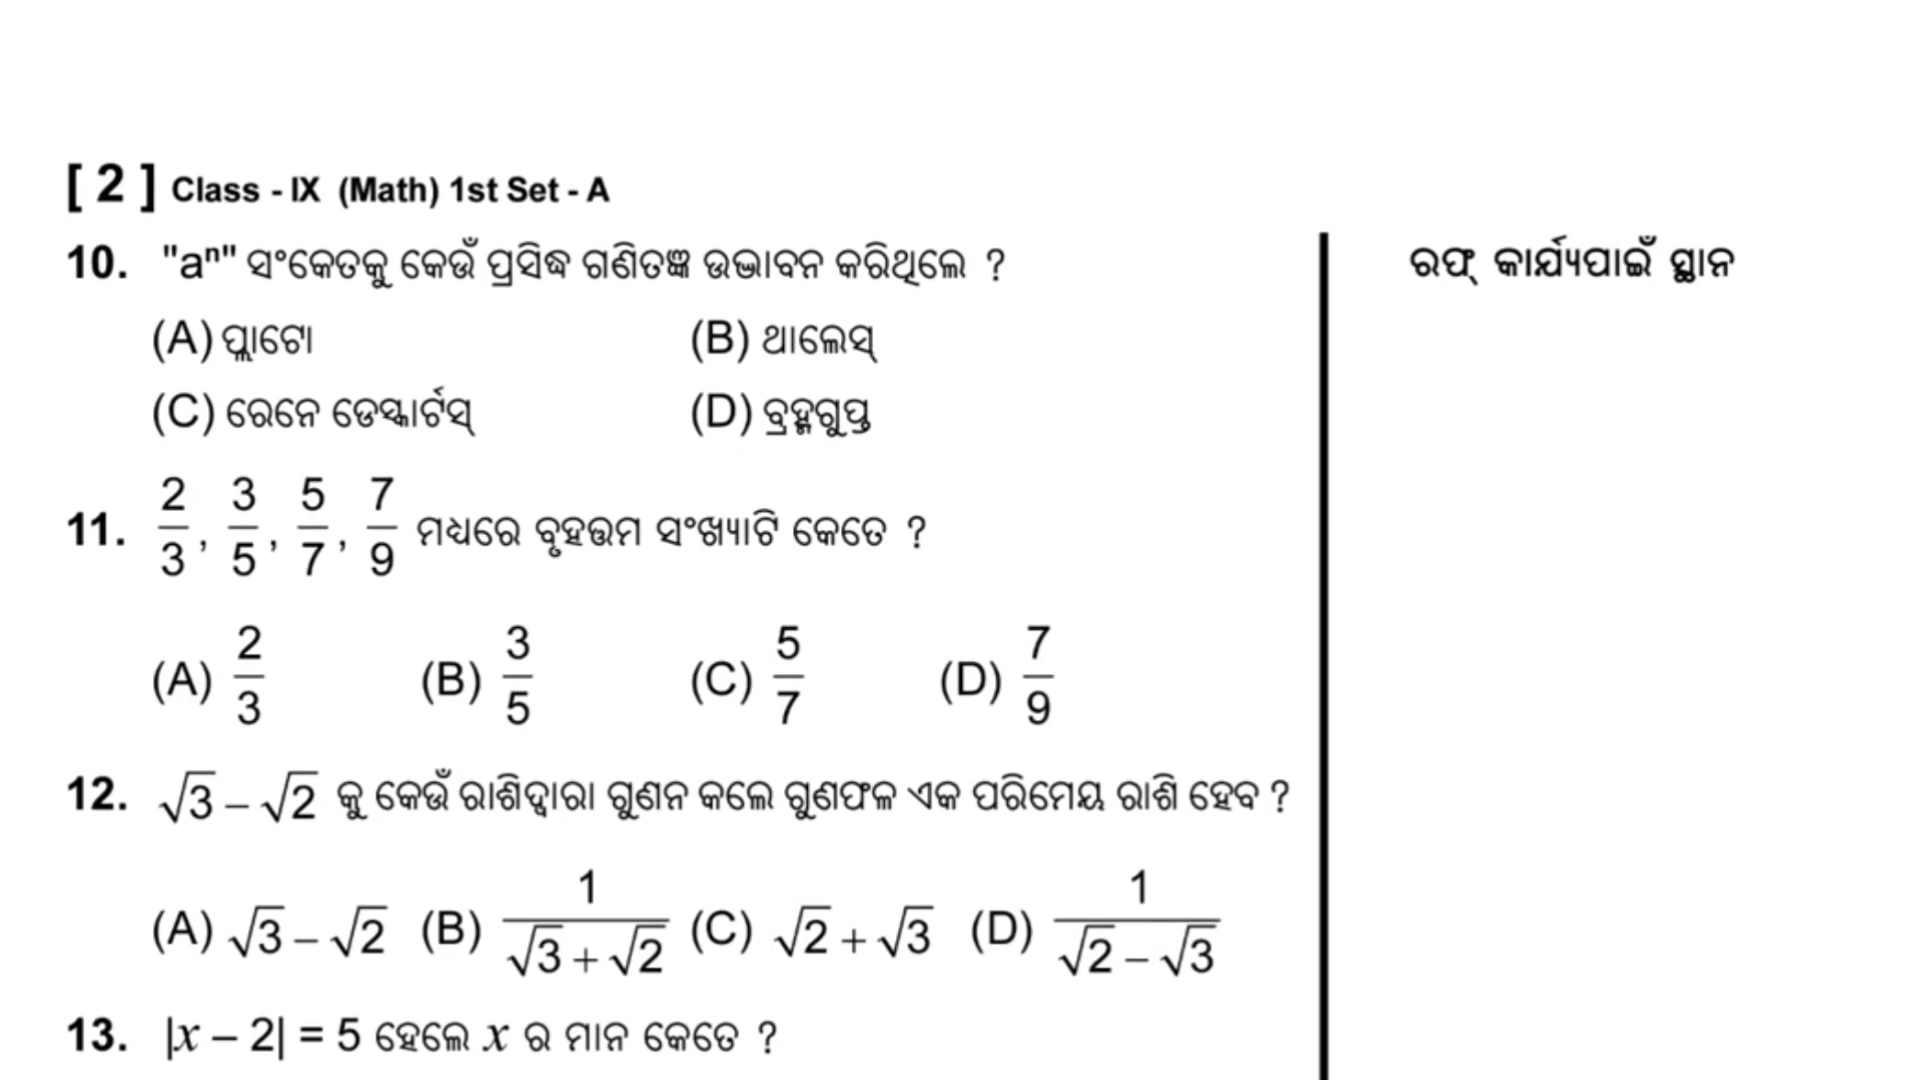 [ 2 ] Class - IX (Math) 1st Set - A
10. "aⁿ" ସଂକେତକୁ କେଉଁ ପ୍ରସିଦ୍ଧ ଗଣିତଜ୍ଞ ଉଦ୍ଭାବନ କରିଥିଲେ ?
ରଫ୍ କାର୍ଯ୍ୟପାଇଁ ସ୍ଥାନ
(A) ପ୍ଲାଟୋ (B) ଥାଲେସ୍
(C) ରେନେ ଡେସ୍କାର୍ଟସ୍ (D) ବ୍ରହ୍ମଗୁପ୍ତ
11. 2/3, 3/5, 5/7, 7/9 ମଧ୍ୟରେ ବୃହତ୍ତମ ସଂଖ୍ୟାଟି କେତେ ?
(A) 2/3 (B) 3/5 (C) 5/7 (D) 7/9
12. √3 – √2 କୁ କେଉଁ ରାଶିଦ୍ୱାରା ଗୁଣନ କଲେ ଗୁଣଫଳ ଏକ ପରିମେୟ ରାଶି ହେବ ?
(A) √3 – √2 (B) 1/(√3 + √2) (C) √2 + √3 (D) 1/(√2 – √3)
13. |x – 2| = 5 ହେଲେ x ର ମାନ କେତେ ?